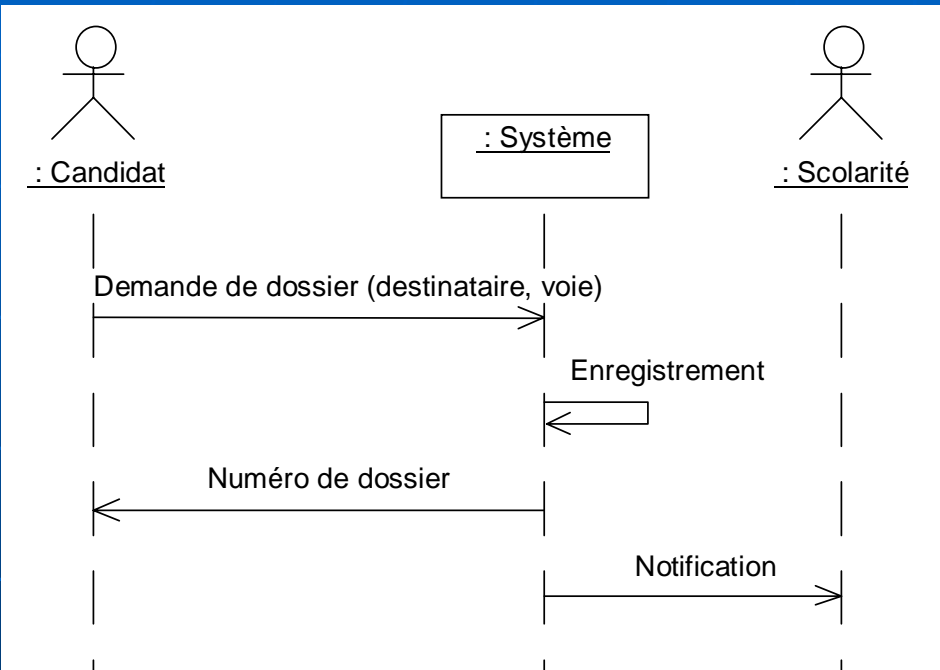 : Système
: Candidat
: Scolarité
Demande de dossier (destinataire, voie)
Enregistrement
Numéro de dossier
Notification